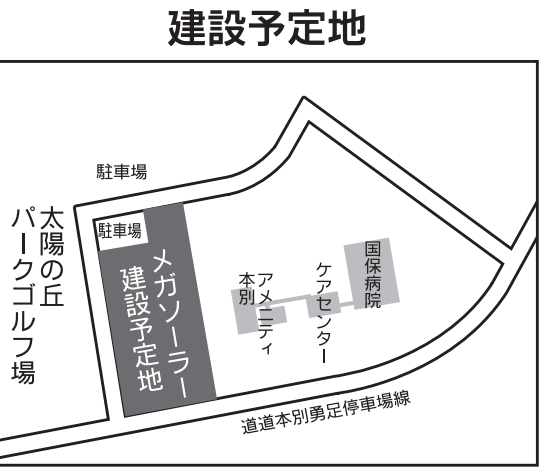 建設予定地
駐車場
駐車場
太陽の丘
パークゴルフ場
メガソーラー
建設予定地
アメニティ
本別
ケアセンター
国保病院
道道本別勇足停車場線